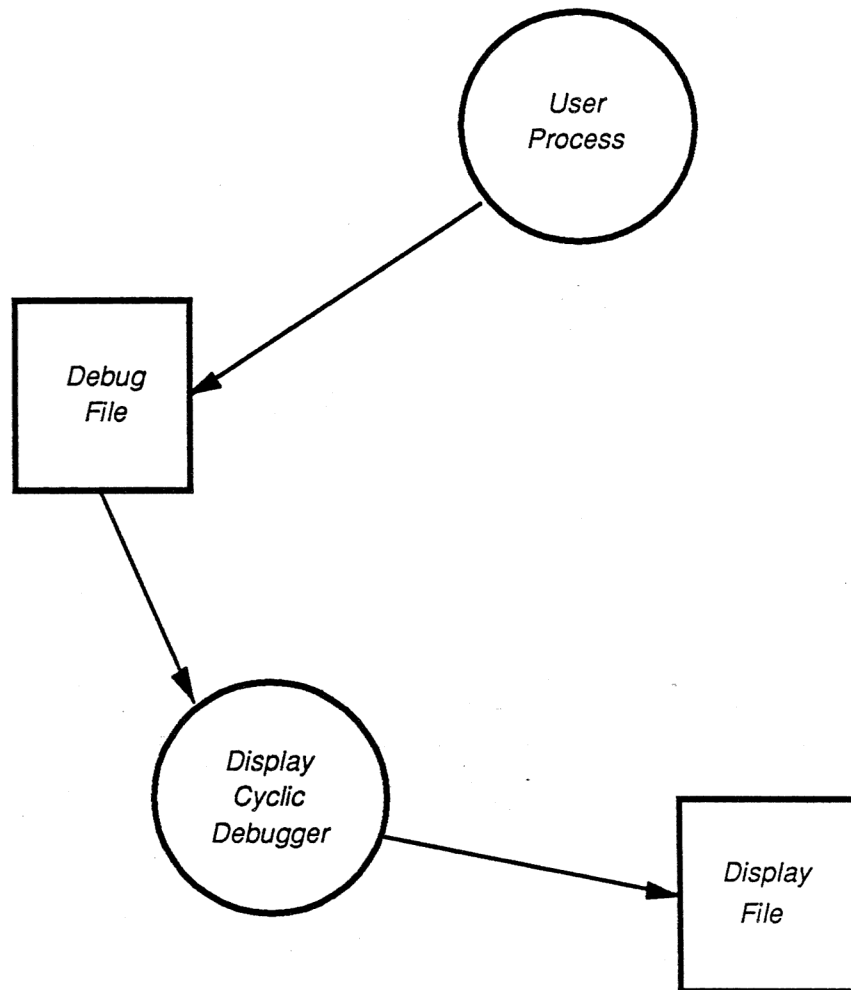 User
Process
Debug
File
Display
Cyclic
Debugger
Display
File